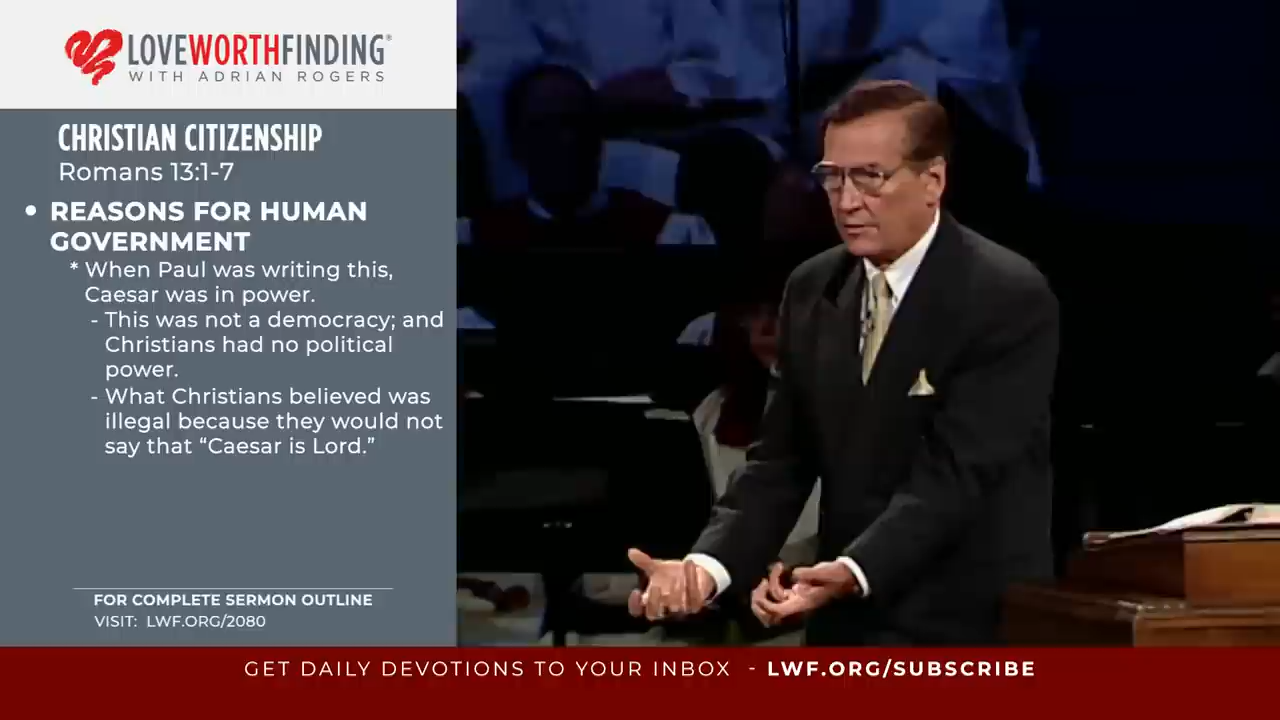 LOVEWORTHFINDING®
WITH ADRIAN ROGERS
CHRISTIAN CITIZENSHIP
Romans 13:1-7
• REASONS FOR HUMAN
GOVERNMENT
* When Paul was writing this,
Caesar was in power.
- This was not a democracy; and
Christians had no political
power.
- What Christians believed was
illegal because they would not
say that “Caesar is Lord.”
FOR COMPLETE SERMON OUTLINE
VISIT: LWF.ORG/2080
GET DAILY DEVOTIONS TO YOUR INBOX - LWF.ORG/SUBSCRIBE